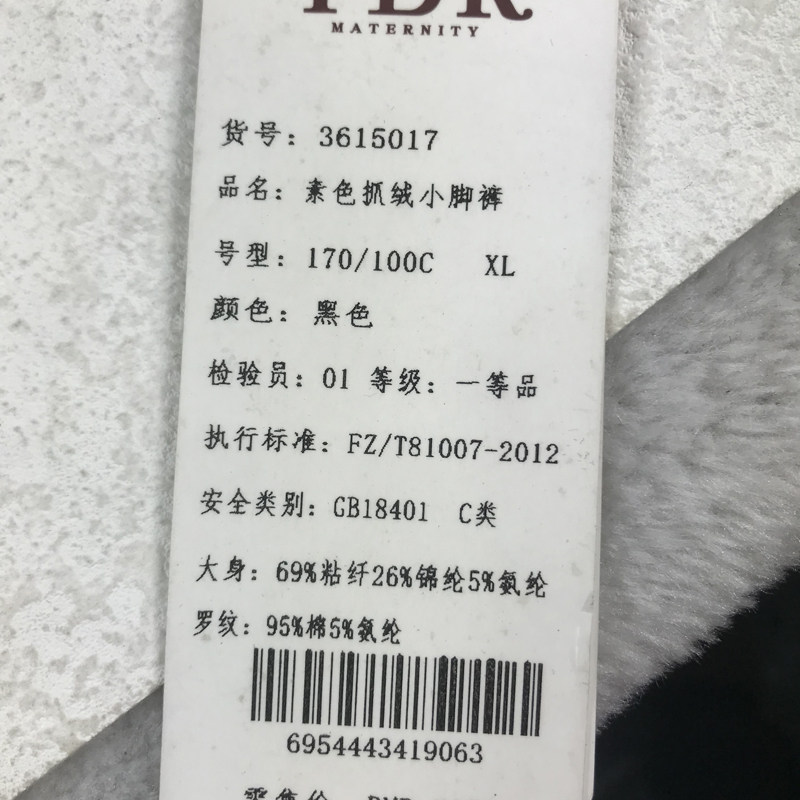 MATERNITY
货号：3615017
品名：素色抓绒小脚裤
号型：170/100C XL
颜色：黑色
检验员：01 等级：一等品
执行标准：FZ/T81007-2012
安全类别：GB18401 C类
大身：69%粘纤26%锦纶5%氨纶
罗纹：95%棉5%氨纶
6954443419063